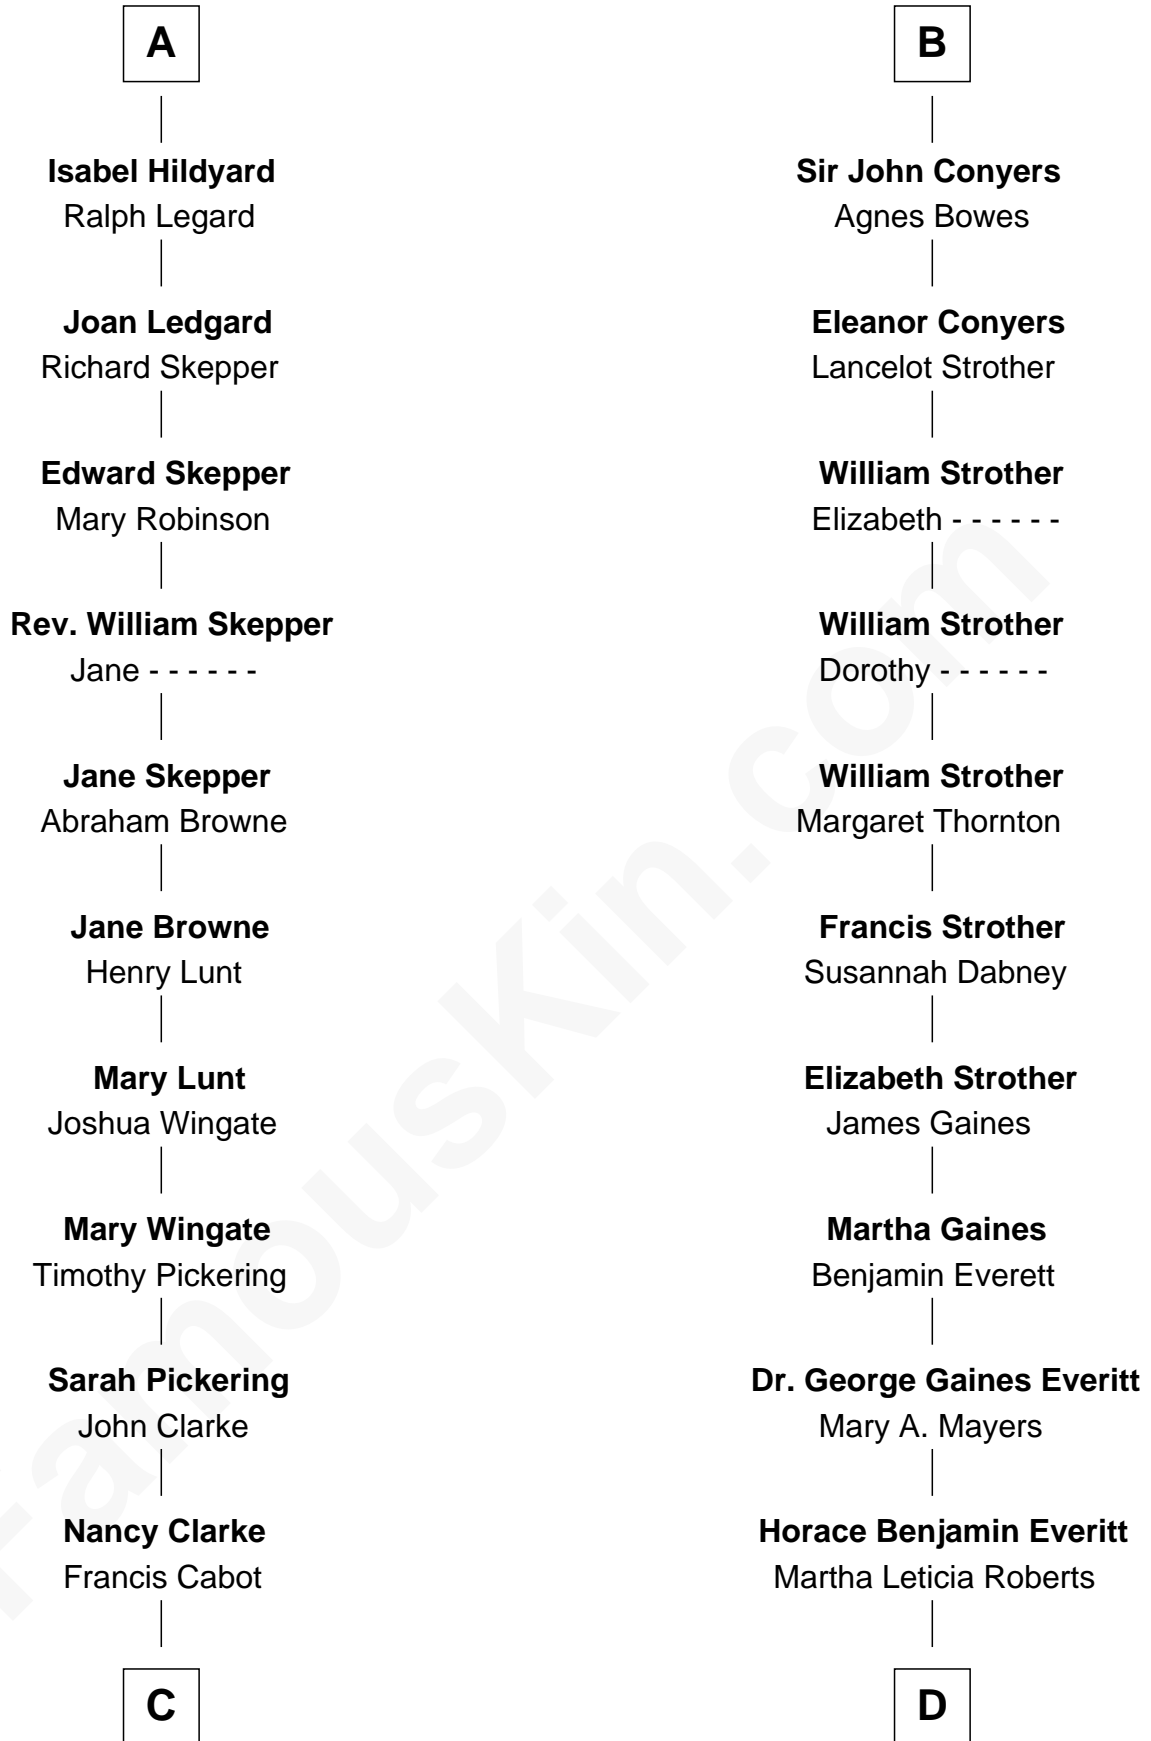 A
Isabel Hildyard
Ralph Legard
Joan Ledgard
Richard Skepper
Edward Skepper
Mary Robinson
Rev. William Skepper
Jane - - - - - -
Jane Skepper
Abraham Browne
Jane Browne
Henry Lunt
Mary Lunt
Joshua Wingate
Mary Wingate
Timothy Pickering
Sarah Pickering
John Clarke
Nancy Clarke
Francis Cabot
C
B
Sir John Conyers
Agnes Bowes
Eleanor Conyers
Lancelot Strother
William Strother
Elizabeth - - - - - -
William Strother
Dorothy - - - - - -
William Strother
Margaret Thornton
Francis Strother
Susannah Dabney
Elizabeth Strother
James Gaines
Martha Gaines
Benjamin Everett
Dr. George Gaines Everitt
Mary A. Mayers
Horace Benjamin Everitt
Martha Leticia Roberts
D
FamousKin.com